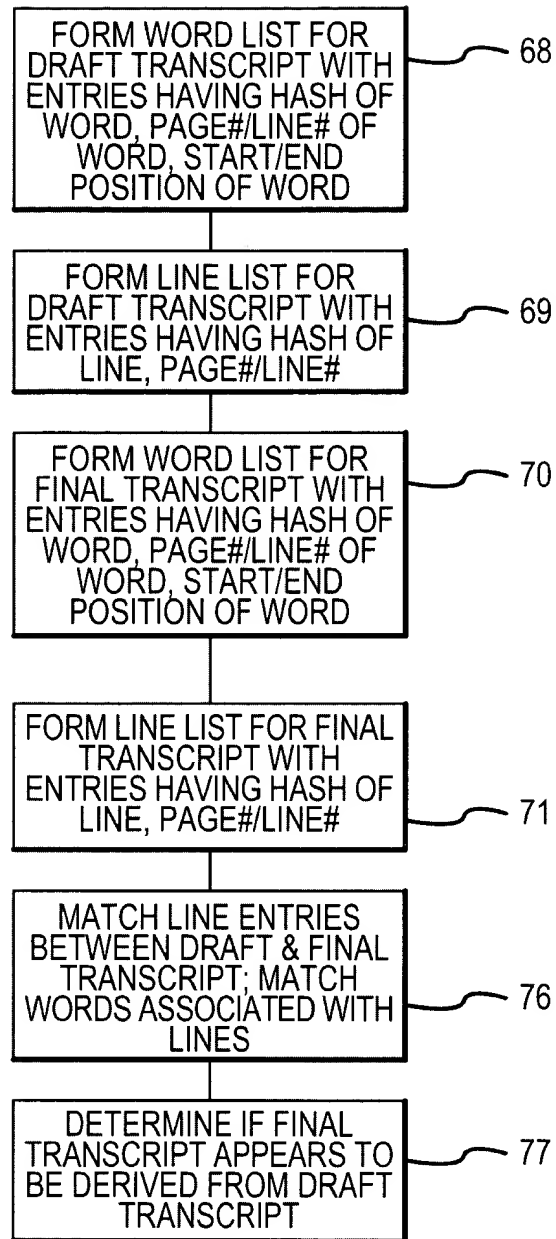 FORM WORD LIST FOR
DRAFT TRANSCRIPT WITH
ENTRIES HAVING HASH OF
WORD, PAGE#/LINE# OF
WORD, START/END
POSITION OF WORD
68
FORM LINE LIST FOR
DRAFT TRANSCRIPT WITH
ENTRIES HAVING HASH OF
LINE, PAGE#/LINE#
69
FORM WORD LIST FOR
FINAL TRANSCRIPT WITH
ENTRIES HAVING HASH OF
WORD, PAGE#/LINE# OF
WORD, START/END
POSITION OF WORD
70
FORM LINE LIST FOR FINAL
TRANSCRIPT WITH
ENTRIES HAVING HASH OF
LINE, PAGE#/LINE#
71
MATCH LINE ENTRIES
BETWEEN DRAFT & FINAL
TRANSCRIPT; MATCH
WORDS ASSOCIATED WITH
LINES
76
DETERMINE IF FINAL
TRANSCRIPT APPEARS TO
BE DERIVED FROM DRAFT
TRANSCRIPT
77